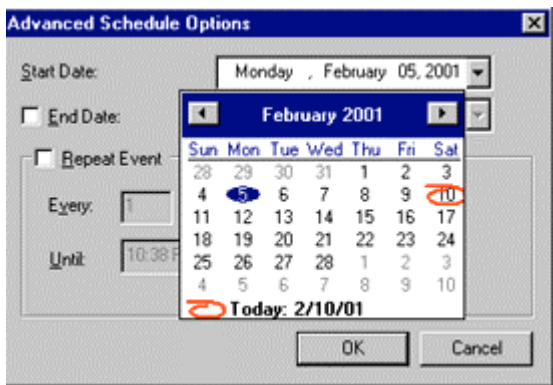 Advanced Schedule Options
Start Date: Monday , February 05, 2001
End Date:
February 2001
Sun Mon Tue Wed Thu Fri Sat
28 29 30 31 1 2 3
Repeat Event
4 5 6 7 8 9 10
Every: 1
11 12 13 14 15 16 17
18 19 20 21 22 23 24
Until: 10:38
25 26 27 28 1 2 3
4 5 6 7 8 9 10
Today: 2/10/01
OK Cancel